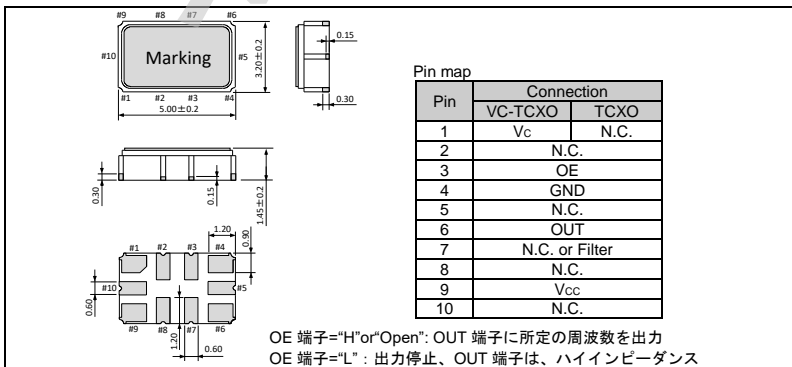 #9 #8 #7 #6
#10 Marking #5
#1 #2 #3 #4
5.00±0.2
3.20±0.2
0.15
0.30
0.30
0.15
1.45±0.2
1.20
0.90
#1 #2 #3 #4
#10 #5
0.60
#9 #8 #7 #6
1.20
0.60
Pin map
Pin Connection
VC-TCXO TCXO
1 Vc N.C.
2 N.C.
3 OE
4 GND
5 N.C.
6 OUT
7 N.C. or Filter
8 N.C.
9 Vcc
10 N.C.
OE 端子="H"or"Open": OUT 端子に所定の周波数を出力
OE 端子="L" : 出力停止、OUT 端子は、ハイインピーダンス